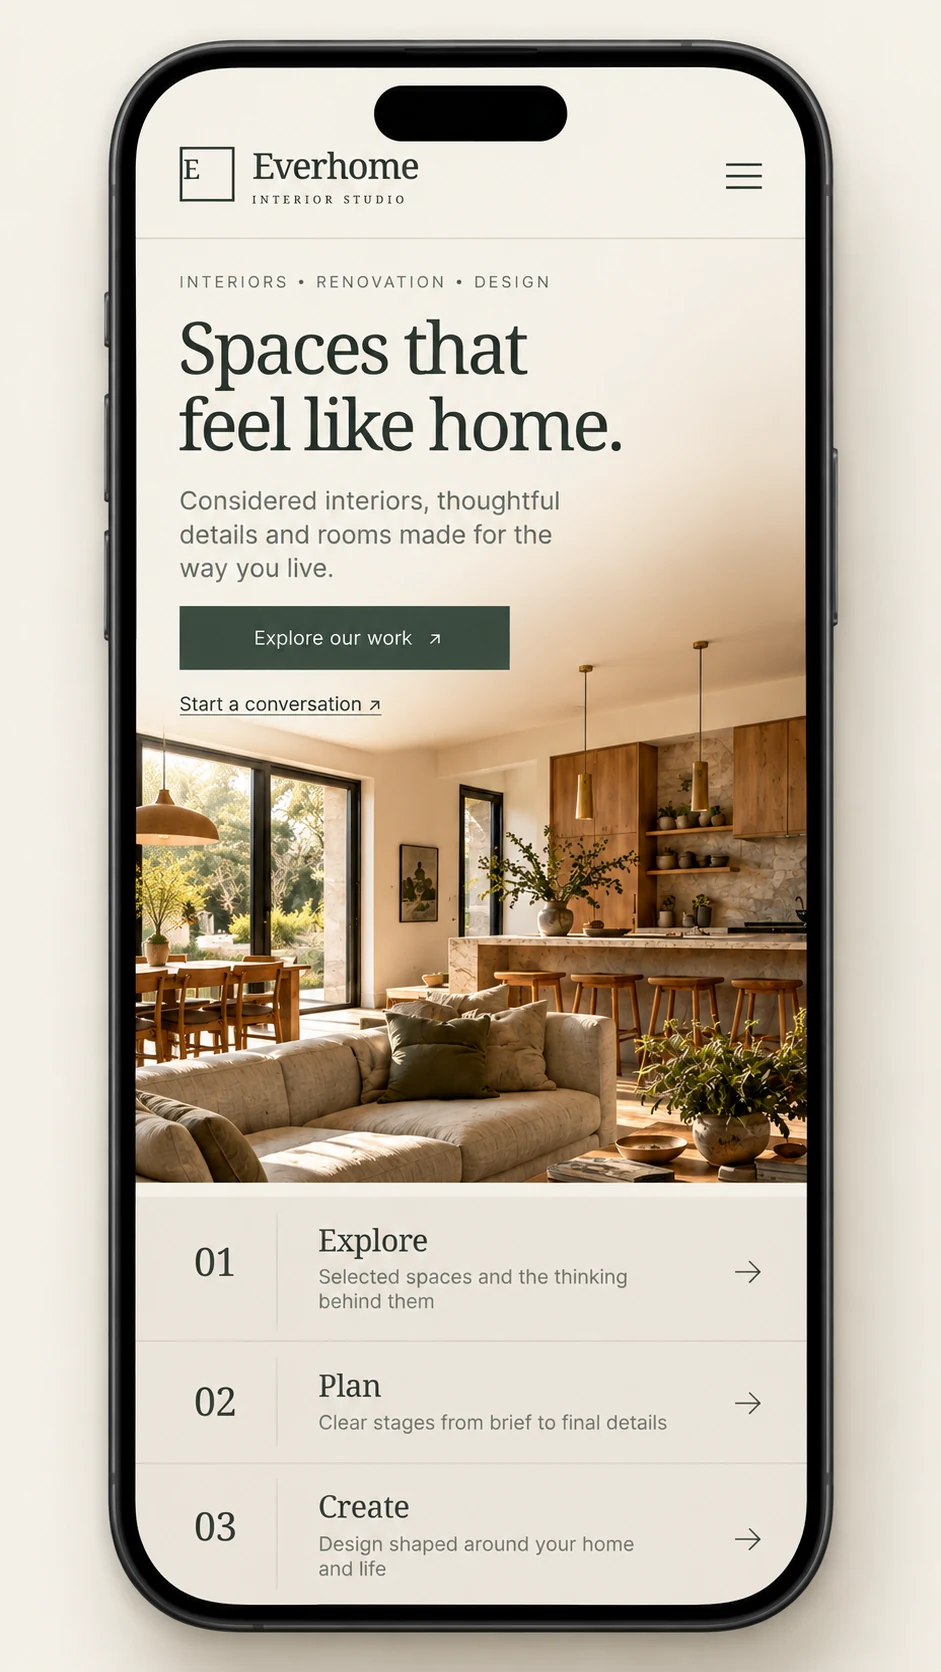 E
Everhome
INTERIOR STUDIO
INTERIORS • RENOVATION • DESIGN
Spaces that
feel like home.
Considered interiors, thoughtful
details and rooms made for the
way you live.
Explore our work ↗
Start a conversation ↗
01
Explore
Selected spaces and the thinking
behind them
→
02
Plan
Clear stages from brief to final details
→
03
Create
Design shaped around your home
and life
→